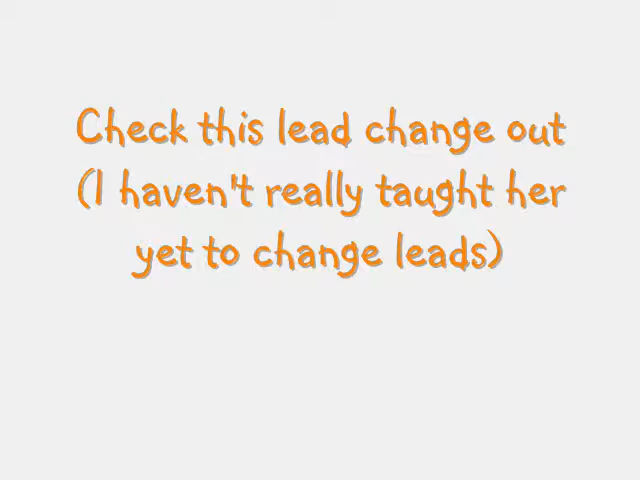 Check this lead change out
(I haven't really taught her
yet to change leads)